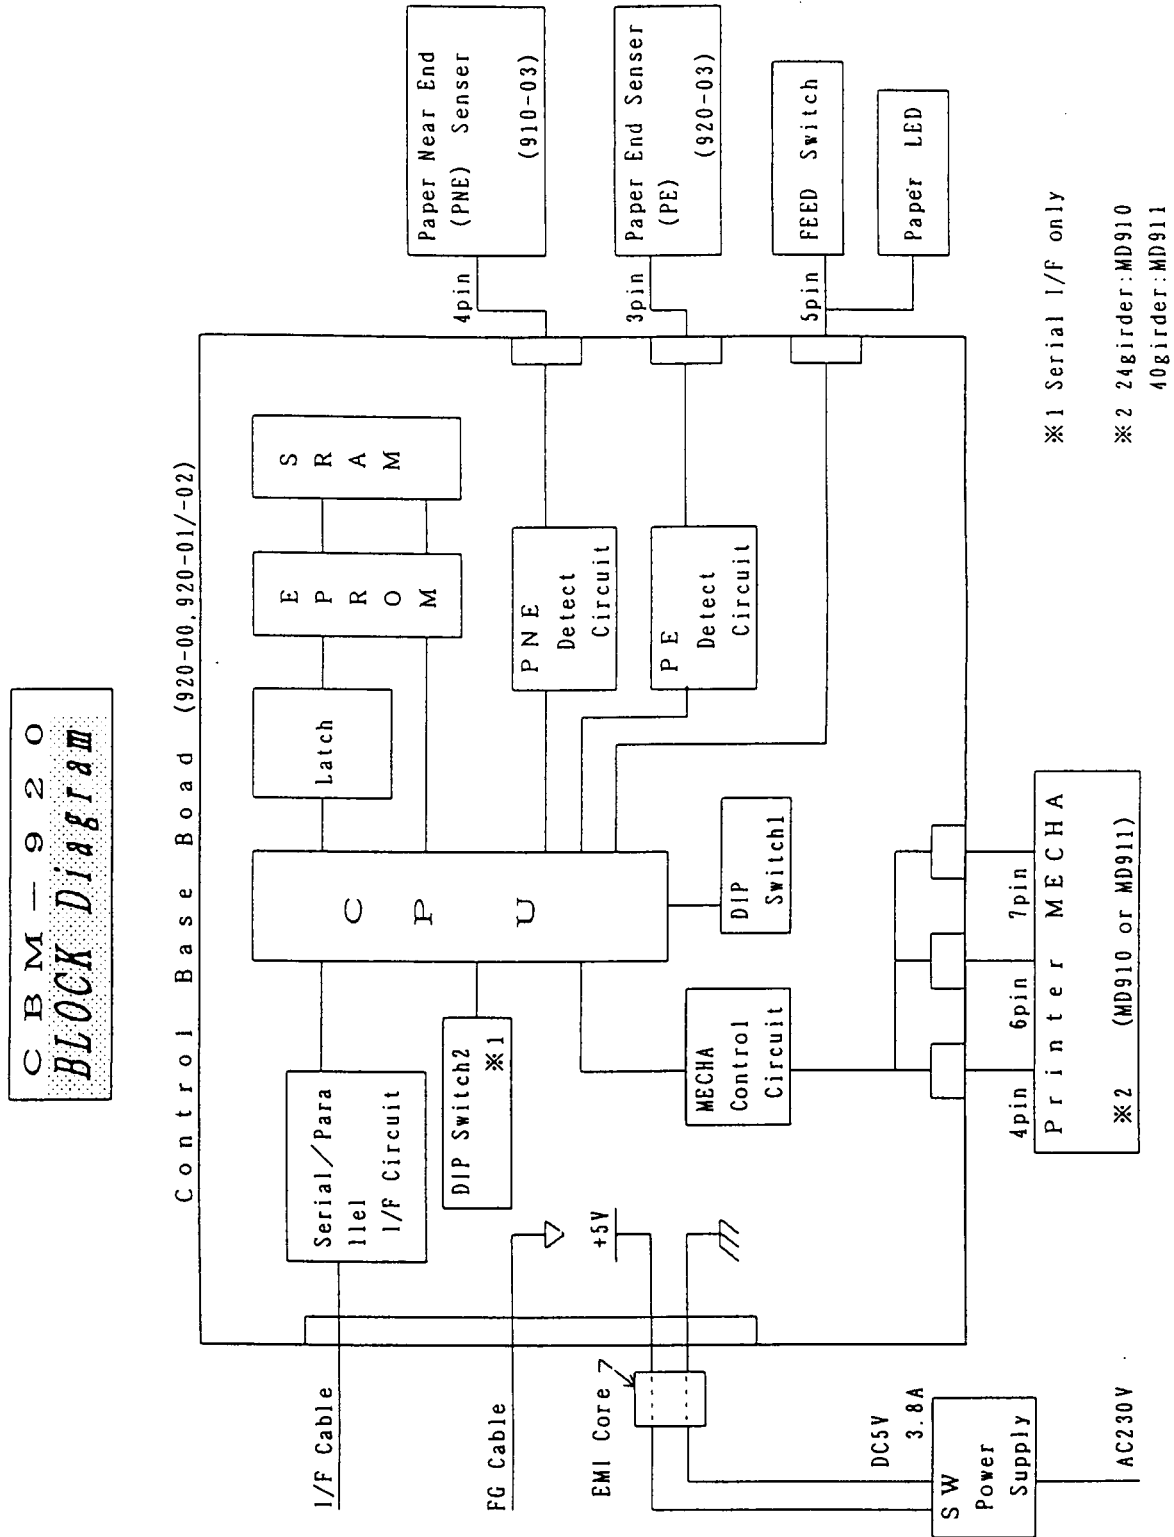 CBM-920
BLOCK Diagram
Control Base Board (920-00,920-01/-02)
I/F Cable
Serial/Para
llel
I/F Circuit
DIP Switch2
※1
FG Cable
+5V
EMI Core
DC5V
3.8A
SW
Power
Supply
AC230V
C
P
U
Latch
E
P
R
O
M
S
R
A
M
PNE
Detect
Circuit
PE
Detect
Circuit
DIP
Switch1
MECHA
Control
Circuit
4pin
6pin
7pin
Printer MECHA
※2 (MD910 or MD911)
4pin
Paper Near End
(PNE) Senser
(910-03)
3pin
Paper End Senser
(PE)
(920-03)
5pin
FEED Switch
Paper LED
※1 Serial I/F only
※2 24girder:MD910
40girder:MD911